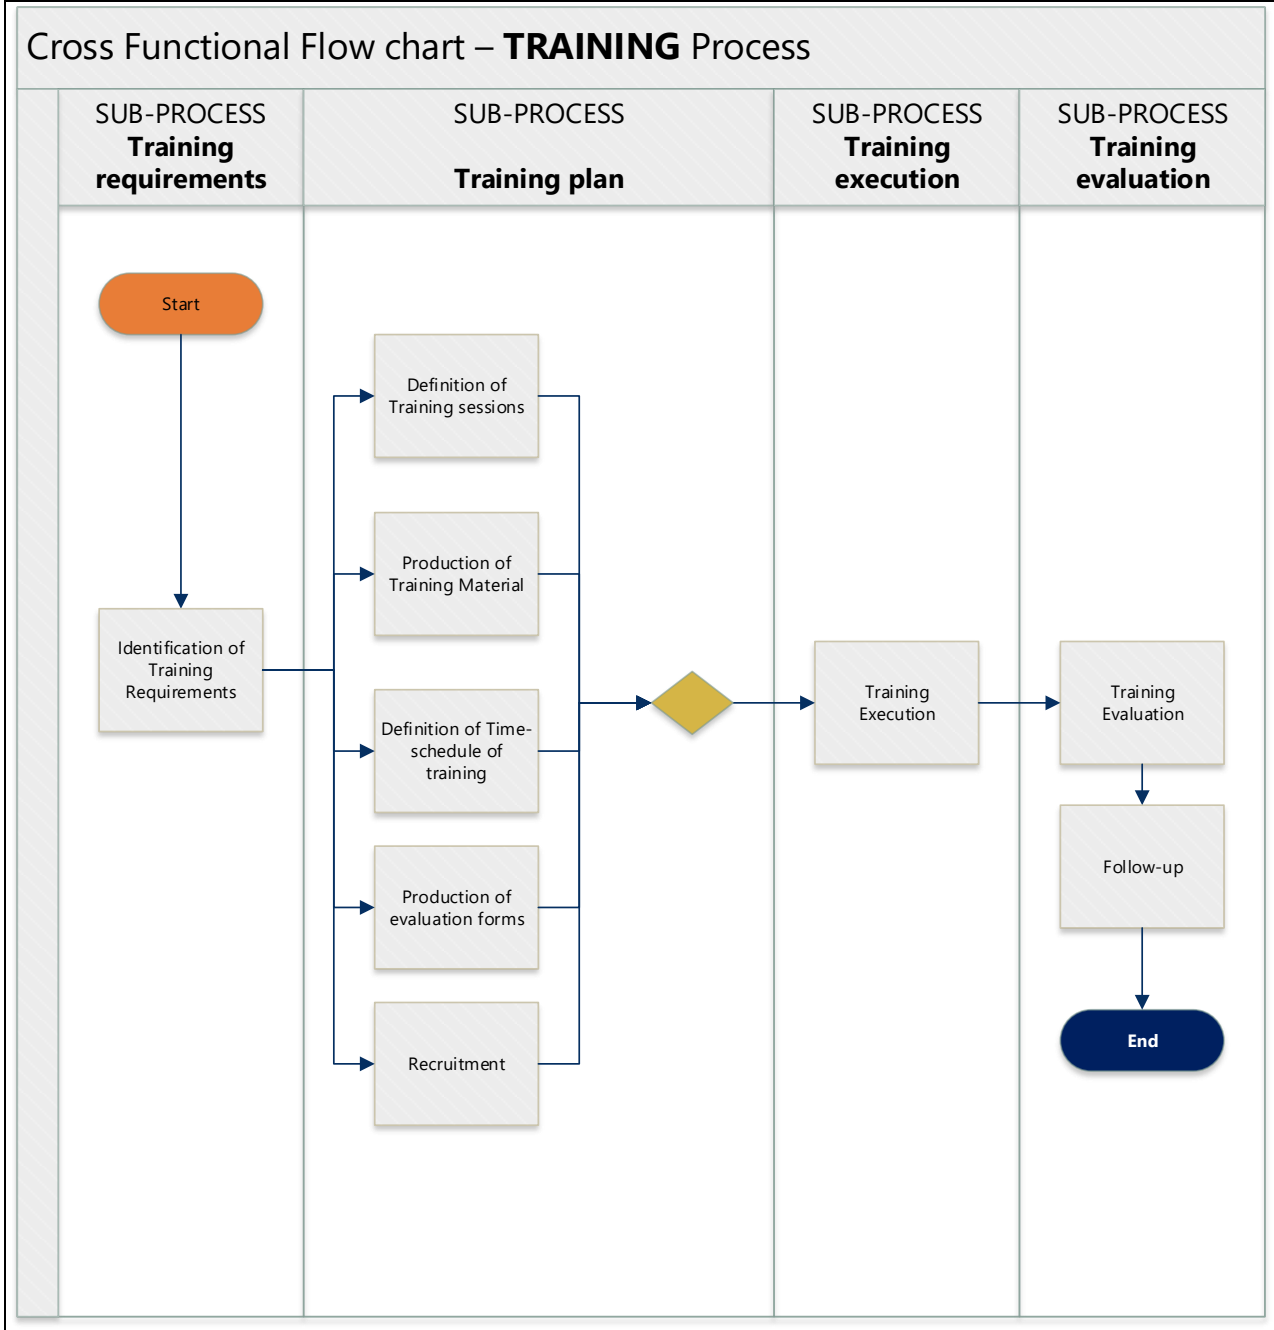 Cross Functional Flow chart – TRAINING Process
SUB-PROCESS
Training
requirements
SUB-PROCESS
Training plan
SUB-PROCESS
Training
execution
SUB-PROCESS
Training
evaluation
Start
Identification of
Training
Requirements
Definition of
Training sessions
Production of
Training Material
Definition of Time-
schedule of
training
Production of
evaluation forms
Recruitment
Training
Execution
Training
Evaluation
Follow-up
End